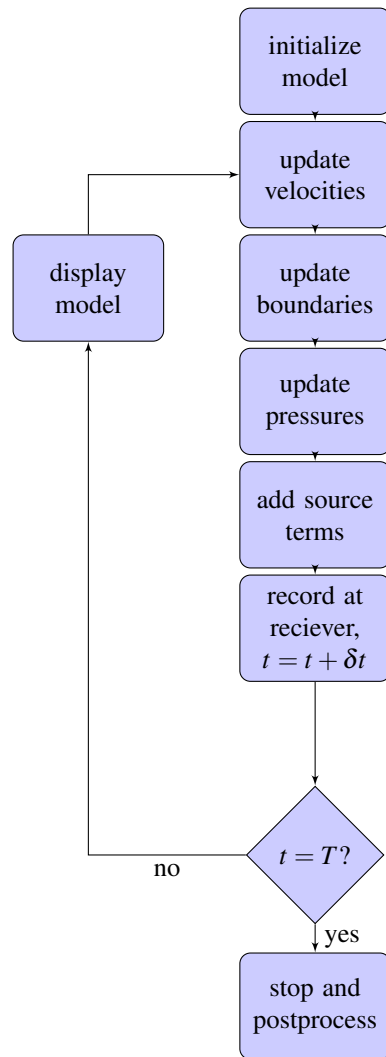 initialize
model
update
velocities
display
model
update
boundaries
update
pressures
add source
terms
record at
reciever,
t = t + δt
t = T?
no
yes
stop and
postprocess